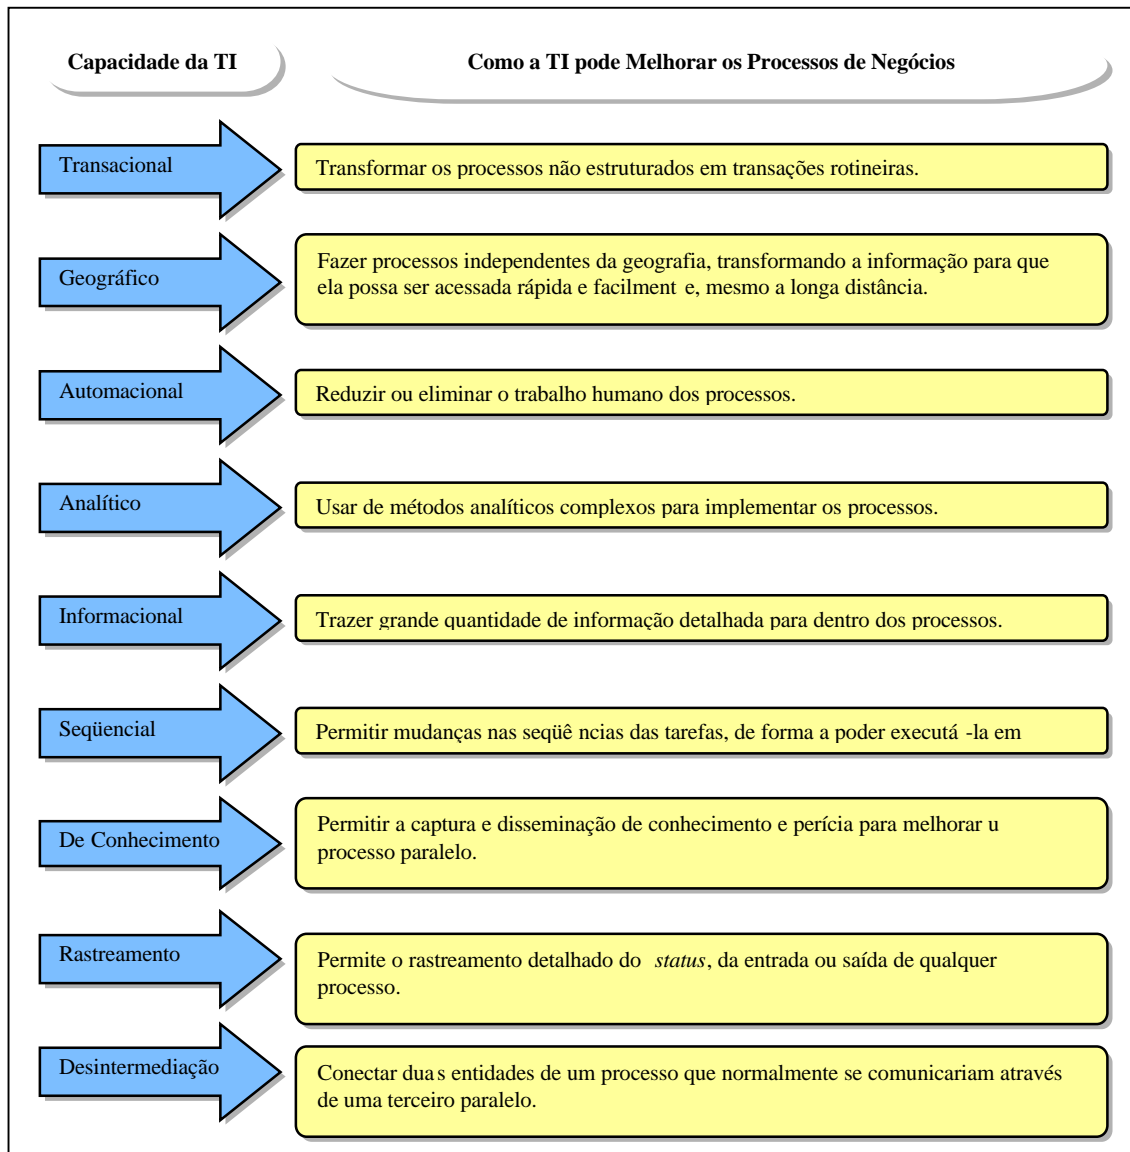 Capacidade da TI
Como a TI pode Melhorar os Processos de Negócios
Transacional
Transformar os processos não estruturados em transações rotineiras.
Geográfico
Fazer processos independentes da geografia, transformando a informação para que
ela possa ser acessada rápida e facilment e, mesmo a longa distância.
Automacional
Reduzir ou eliminar o trabalho humano dos processos.
Analítico
Usar de métodos analíticos complexos para implementar os processos.
Informacional
Trazer grande quantidade de informação detalhada para dentro dos processos.
Seqüencial
Permitir mudanças nas seqüê ncias das tarefas, de forma a poder executá -la em
De Conhecimento
Permitir a captura e disseminação de conhecimento e perícia para melhorar u
processo paralelo.
Rastreamento
Permite o rastreamento detalhado do status, da entrada ou saída de qualquer
processo.
Desintermediação
Conectar dua s entidades de um processo que normalmente se comunicariam através
de uma terceiro paralelo.